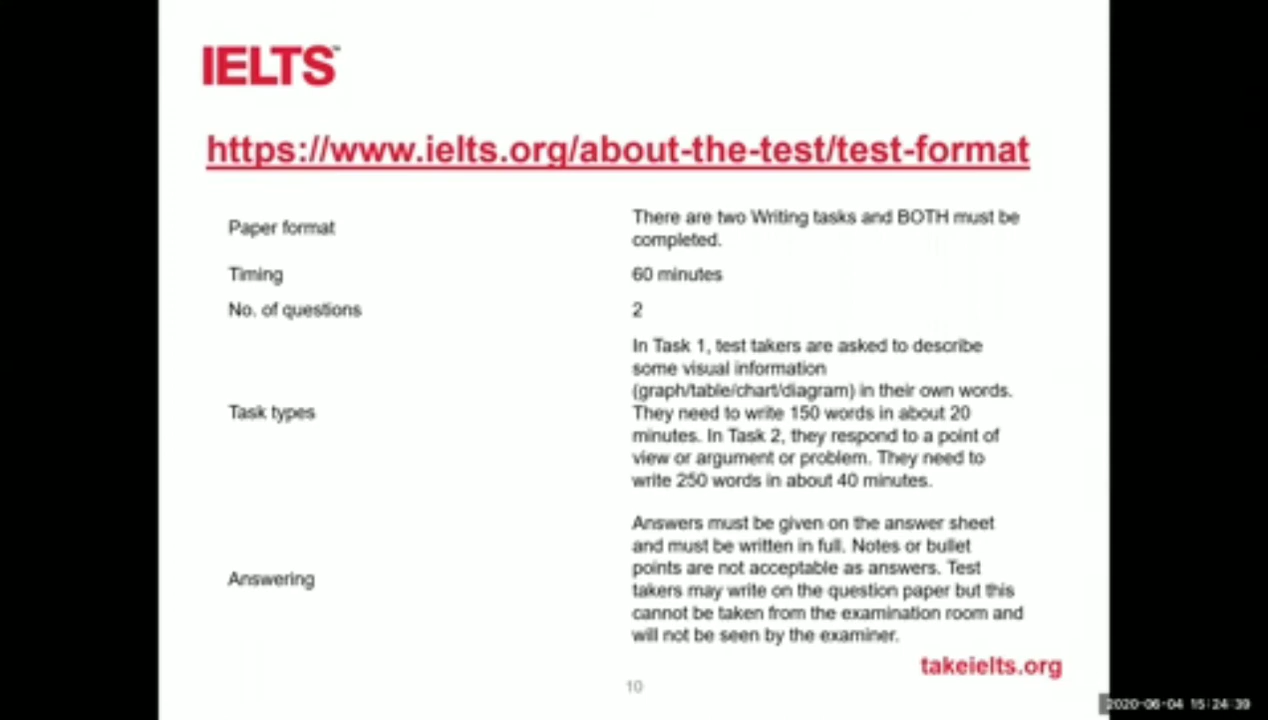 IELTS™
https://www.ielts.org/about-the-test/test-format
Paper format
There are two Writing tasks and BOTH must be
completed.
Timing
60 minutes
No. of questions
2
Task types
In Task 1, test takers are asked to describe
some visual information
(graph/table/chart/diagram) in their own words.
They need to write 150 words in about 20
minutes. In Task 2, they respond to a point of
view or argument or problem. They need to
write 250 words in about 40 minutes.
Answering
Answers must be given on the answer sheet
and must be written in full. Notes or bullet
points are not acceptable as answers. Test
takers may write on the question paper but this
cannot be taken from the examination room and
will not be seen by the examiner.
takeielts.org
10
2020-06-04 15:24:39